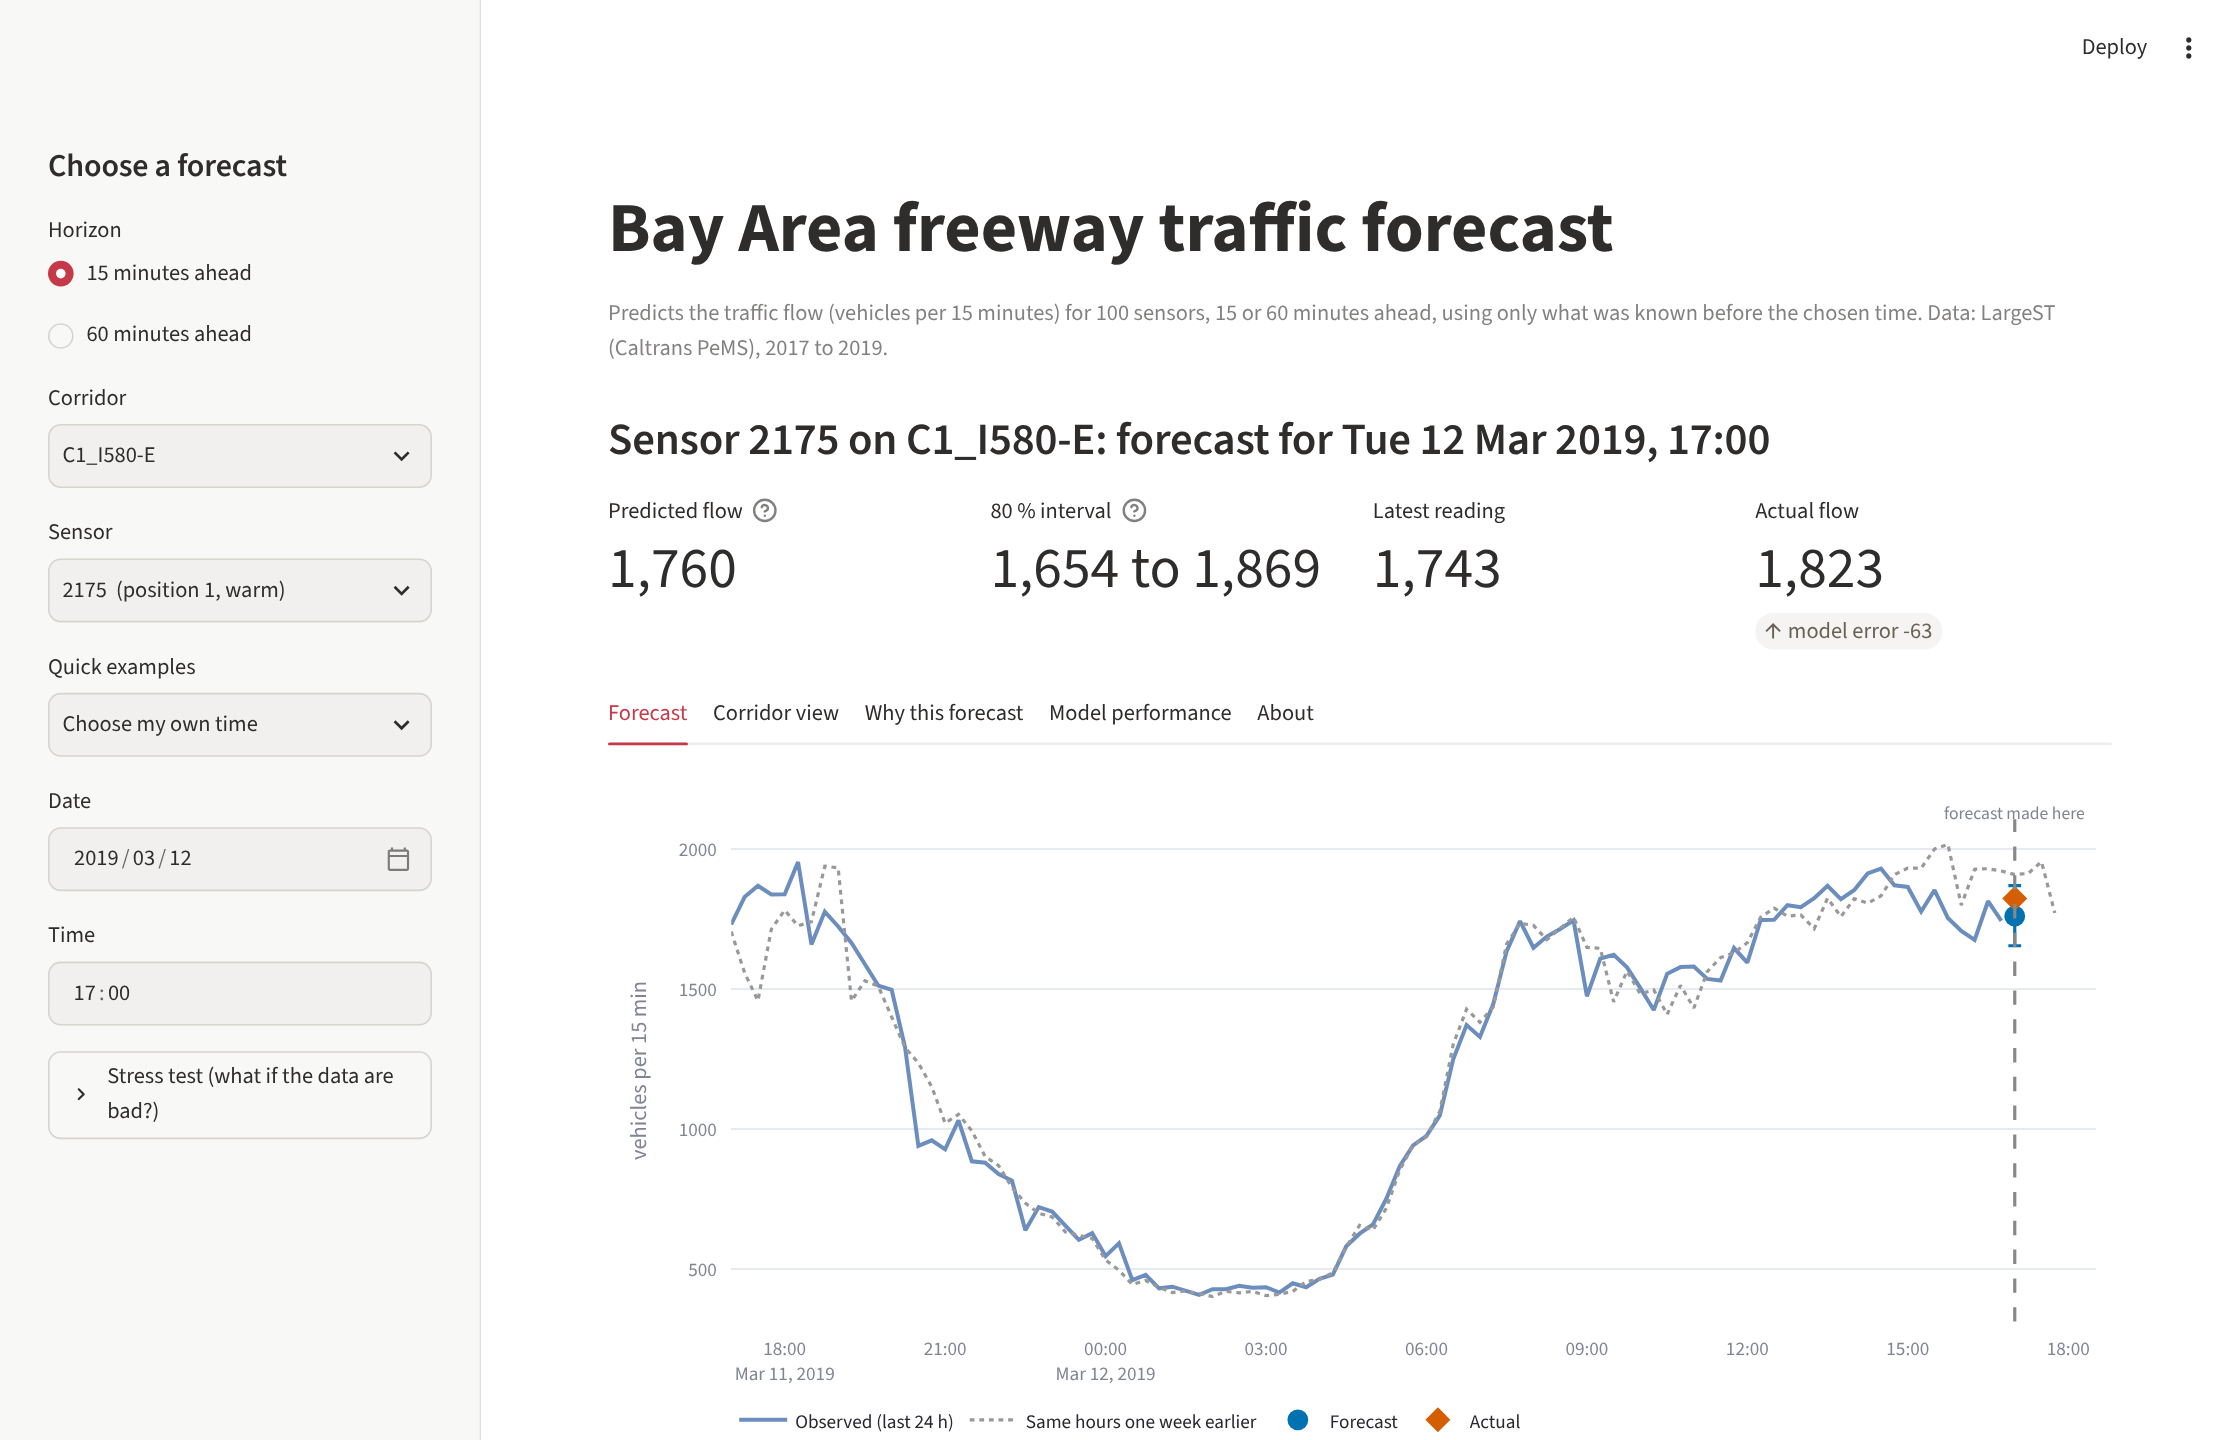 Deploy
Choose a forecast
Horizon
15 minutes ahead
60 minutes ahead
Corridor
C1_I580-E
Sensor
2175 (position 1, warm)
Quick examples
Choose my own time
Date
2019/03/12
Time
17:00
Stress test (what if the data are
bad?)
Bay Area freeway traffic forecast
Predicts the traffic flow (vehicles per 15 minutes) for 100 sensors, 15 or 60 minutes ahead, using only what was known before the chosen time. Data: LargeST
(Caltrans PeMS), 2017 to 2019.
Sensor 2175 on C1_I580-E: forecast for Tue 12 Mar 2019, 17:00
Predicted flow
1,760
80 % interval
1,654 to 1,869
Latest reading
1,743
Actual flow
1,823
↑ model error -63
Forecast Corridor view Why this forecast Model performance About
forecast made here
vehicles per 15 min
2000
1500
1000
500
18:00 21:00 00:00 03:00 06:00 09:00 12:00 15:00 18:00
Mar 11, 2019 Mar 12, 2019
Observed (last 24 h) Same hours one week earlier Forecast Actual